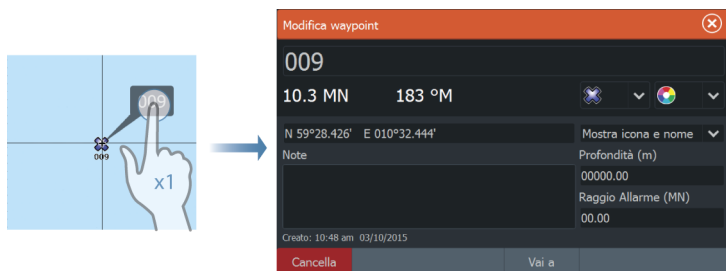 009
009
x1
Modifica waypoint
009
10.3 MN 183 °M
N 59°28.426' E 010°32.444' Mostra icona e nome
Note Profondità (m)
00000.00
Raggio Allarme (MN)
00.00
Creato: 10:48 am 03/10/2015
Cancella Vai a